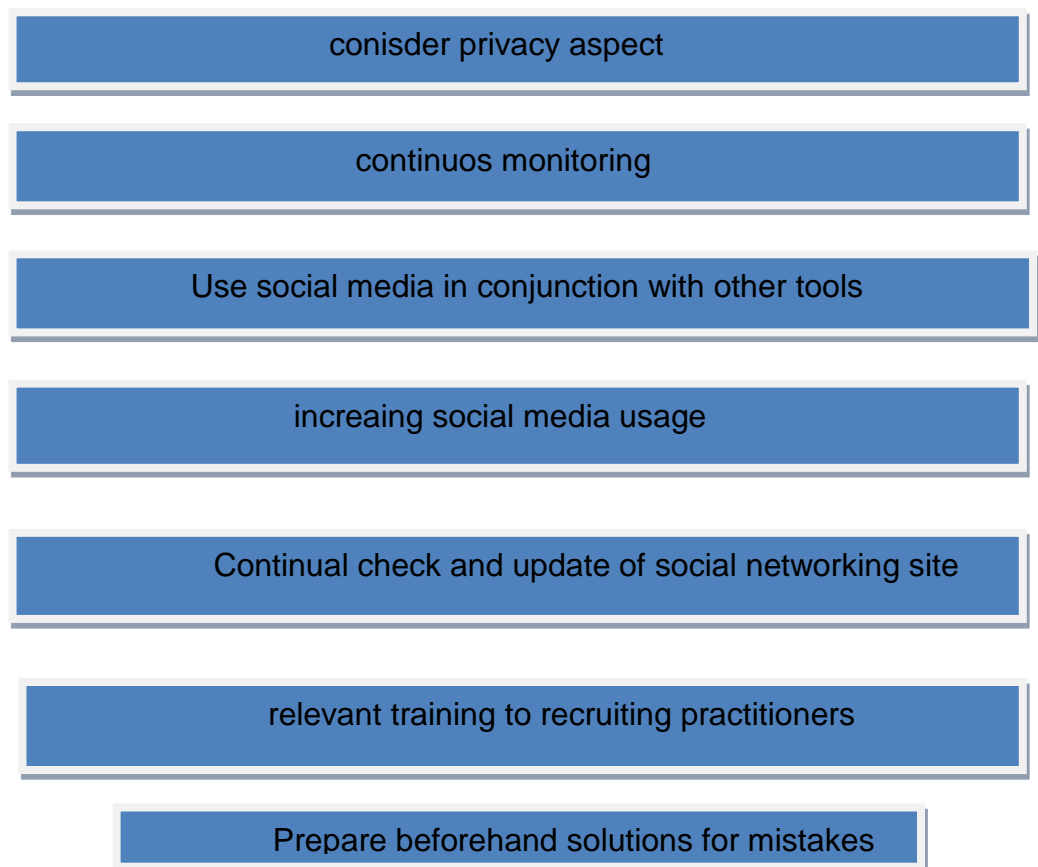 conisder privacy aspect
continuos monitoring
Use social media in conjunction with other tools
increaing social media usage
Continual check and update of social networking site
relevant training to recruiting practitioners
Prepare beforehand solutions for mistakes